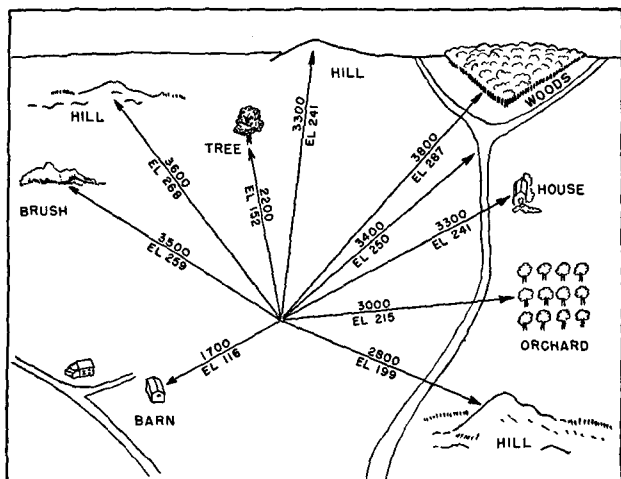 HILL
3300
EL 241
WOODS
HILL
TREE
3600
EL 268
2200
EL 152
3800
EL 287
BRUSH
3500
EL 259
3400
EL 250
3300
EL 241
HOUSE
3000
EL 215
ORCHARD
1700
EL 116
2800
EL 199
BARN
HILL